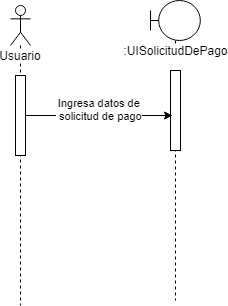 Usuario
:UISolicitudDePago
Ingresa datos de
solicitud de pago